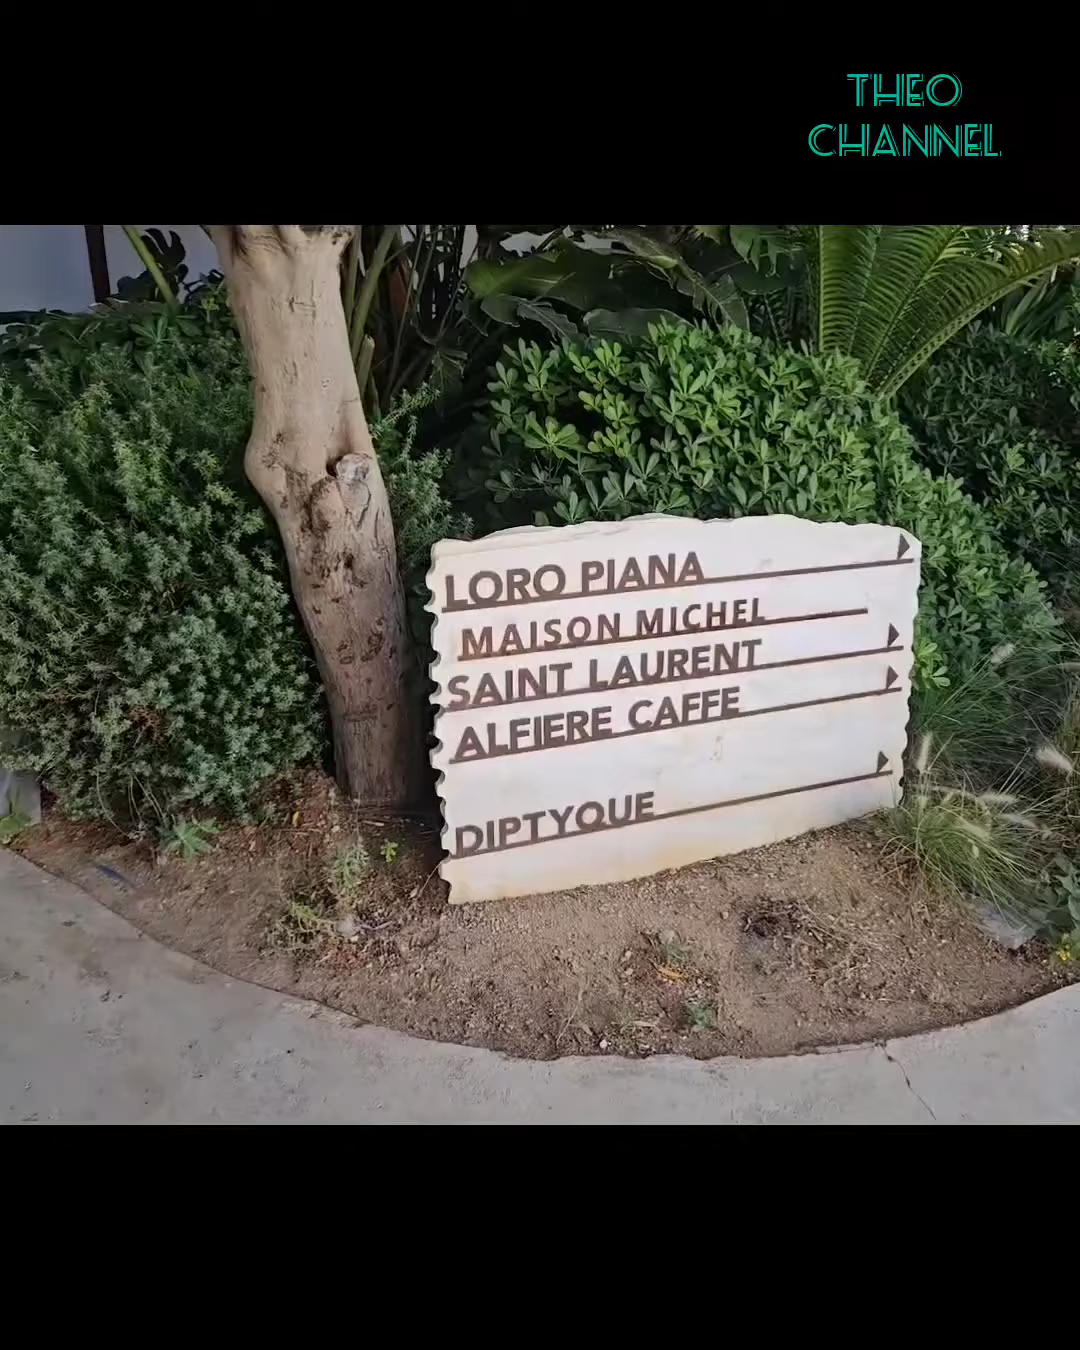 THEO
CHANNEL
LORO PIANA
MAISON MICHEL
SAINT LAURENT
ALFIERE CAFFE
DIPTYQUE